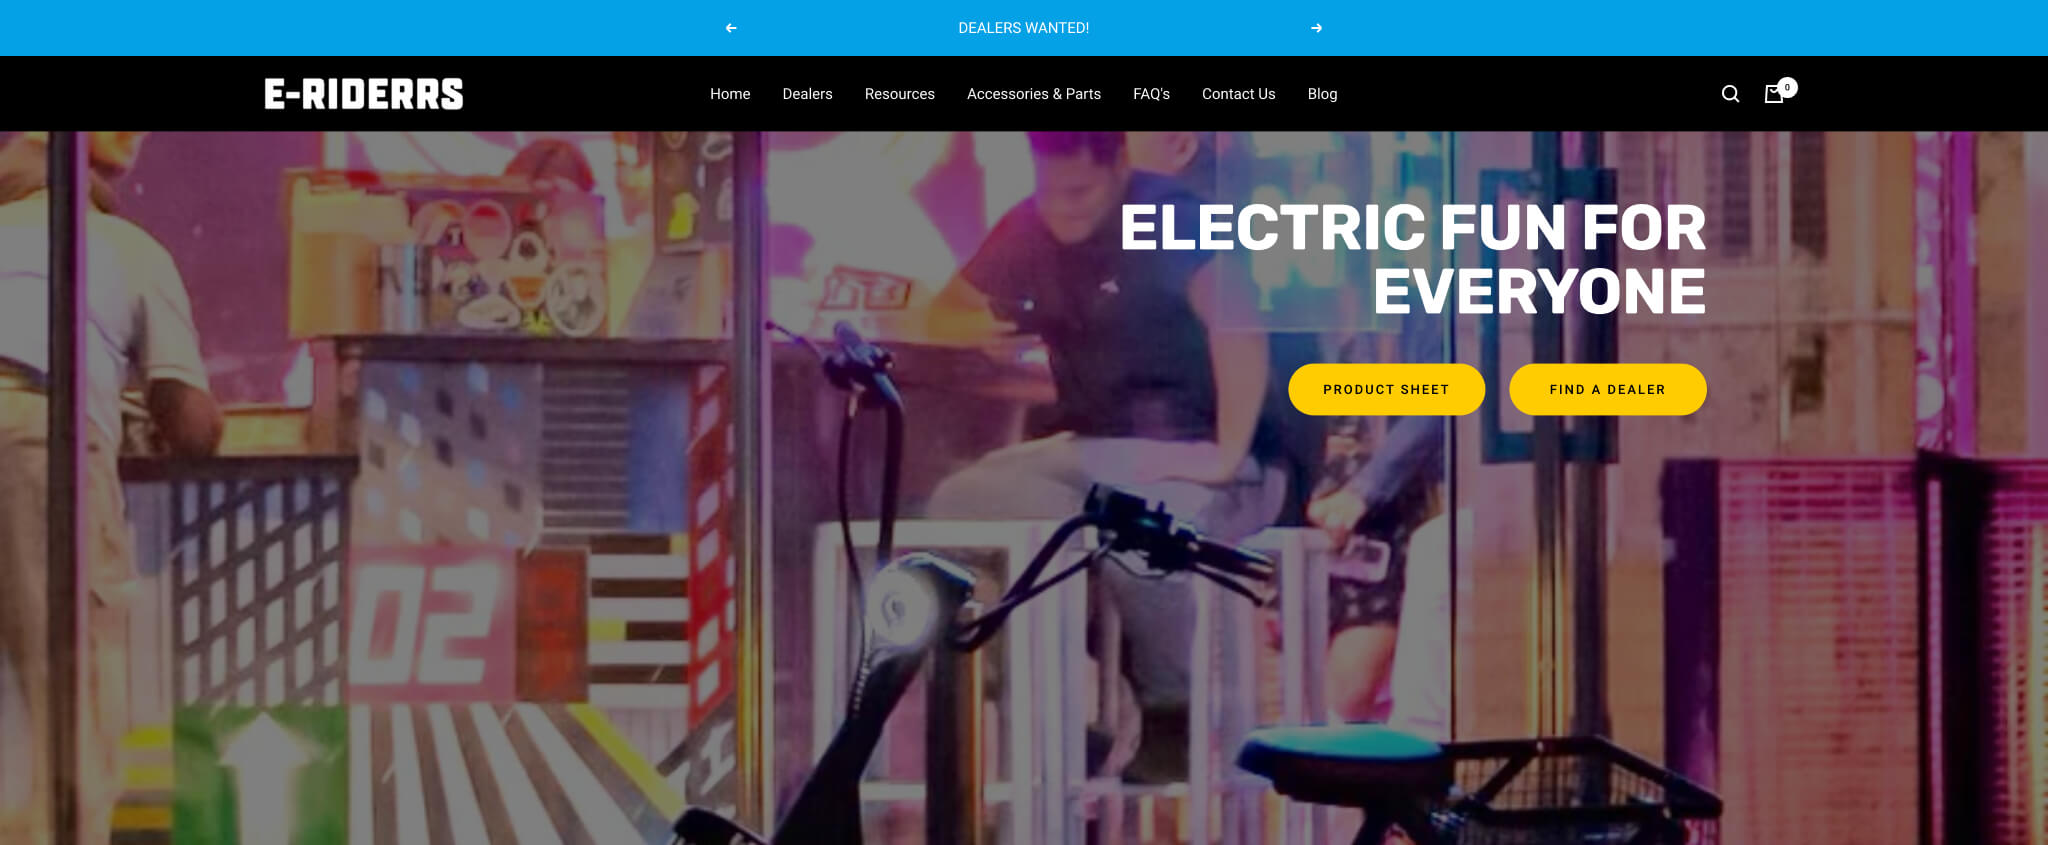 DEALERS WANTED!
E-RIDERRS
Home
Dealers
Resources
Accessories & Parts
FAQ's
Contact Us
Blog
0
ELECTRIC FUN FOR
EVERYONE
PRODUCT SHEET
FIND A DEALER
02